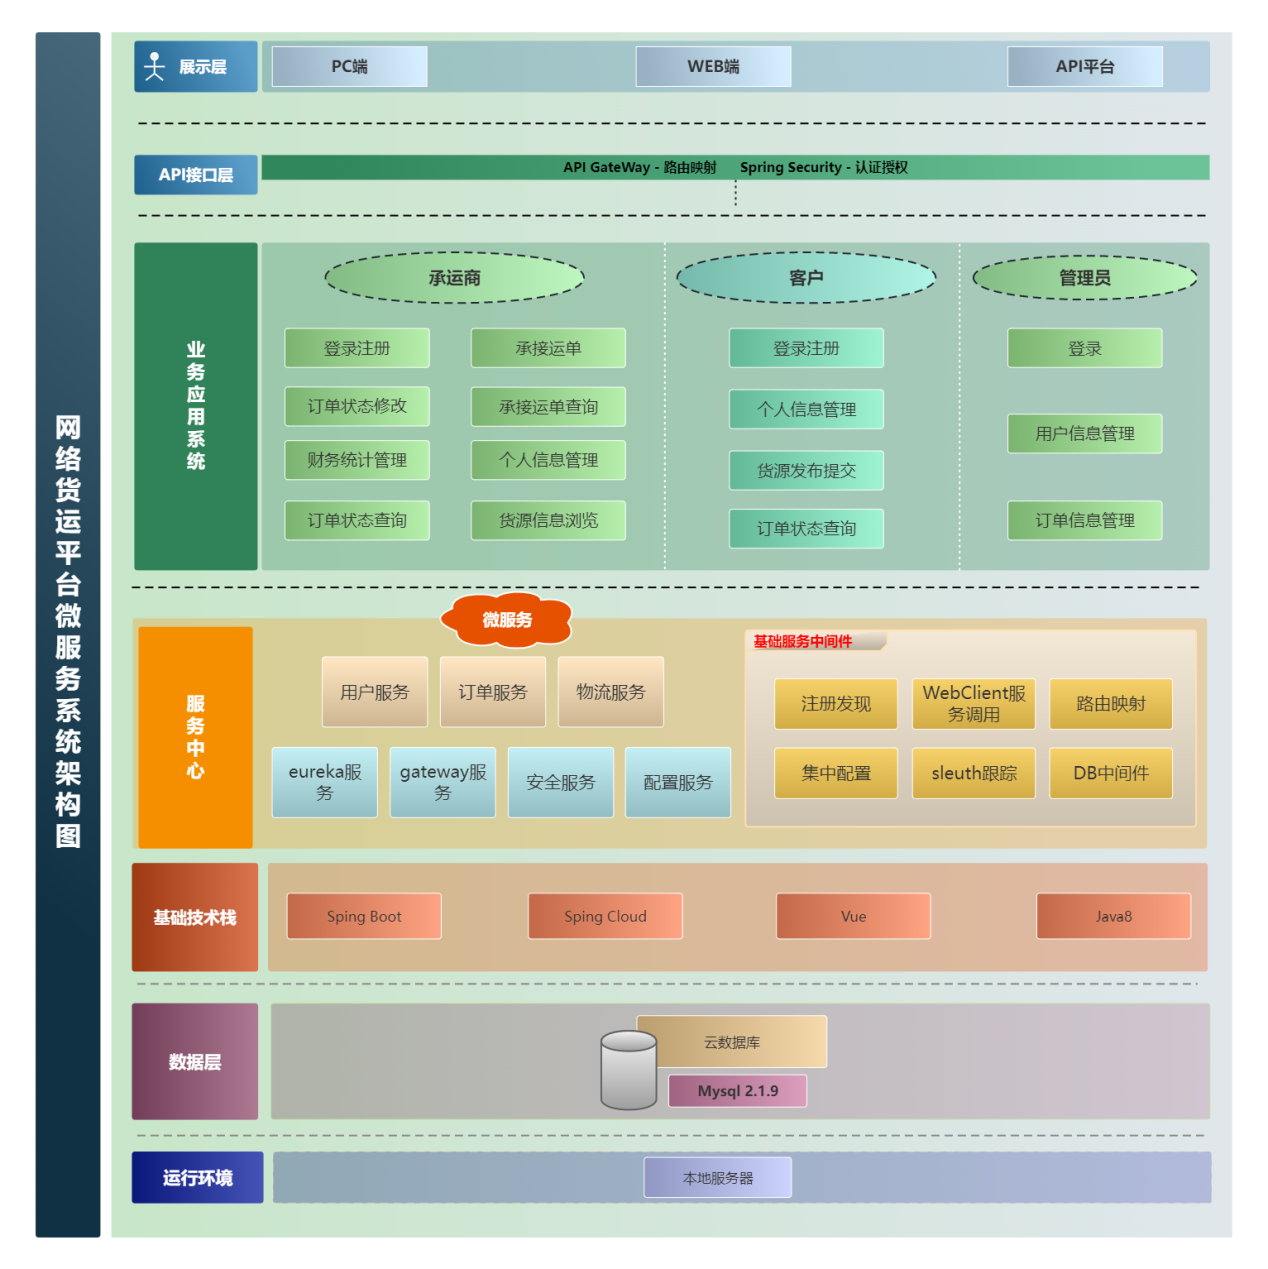 网络货运平台微服务系统架构图
展示层
PC端
WEB端
API平台
API接口层
API GateWay - 路由映射 Spring Security - 认证授权
业务应用系统
承运商
客户
管理员
登录注册
承接运单
登录注册
登录
订单状态修改
承接运单查询
个人信息管理
用户信息管理
财务统计管理
个人信息管理
货源发布提交
订单状态查询
货源信息浏览
订单状态查询
订单信息管理
微服务
服务中心
用户服务
订单服务
物流服务
eureka服
务
gateway服
务
安全服务
配置服务
基础服务中间件
注册发现
WebClient服
务调用
路由映射
集中配置
sleuth跟踪
DB中间件
基础技术栈
Sping Boot
Sping Cloud
Vue
Java8
数据层
云数据库
Mysql 2.1.9
运行环境
本地服务器